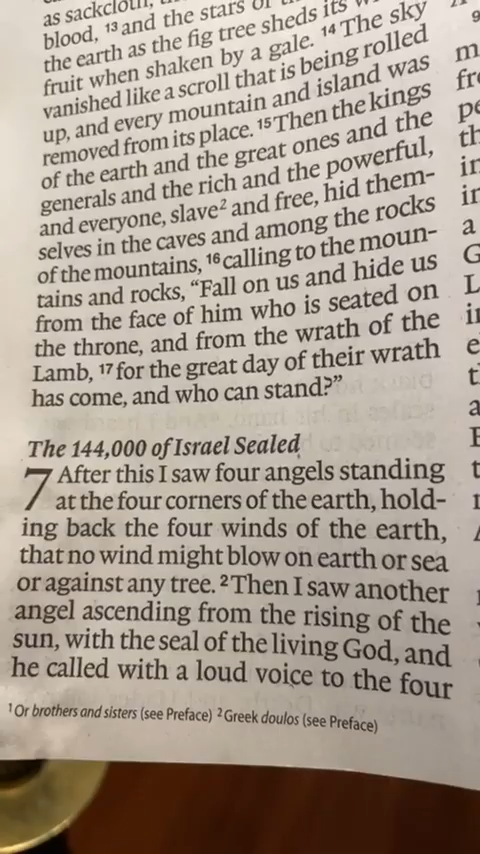 as sackcloth,
blood, ¹³ and the stars
the earth as the fig tree sheds its
fruit when shaken by a gale. ¹⁴ The sky
vanished like a scroll that is being rolled
up, and every mountain and island was
removed from its place. ¹⁵ Then the kings
of the earth and the great ones and the
generals and the rich and the powerful,
and everyone, slave² and free, hid them-
selves in the caves and among the rocks
of the mountains, ¹⁶ calling to the moun-
tains and rocks, “Fall on us and hide us
from the face of him who is seated on
the throne, and from the wrath of the
Lamb, ¹⁷ for the great day of their wrath
has come, and who can stand?”
The 144,000 of Israel Sealed
7 After this I saw four angels standing
at the four corners of the earth, hold-
ing back the four winds of the earth,
that no wind might blow on earth or sea
or against any tree. ² Then I saw another
angel ascending from the rising of the
sun, with the seal of the living God, and
he called with a loud voice to the four
¹ Or brothers and sisters (see Preface) ² Greek doulos (see Preface)